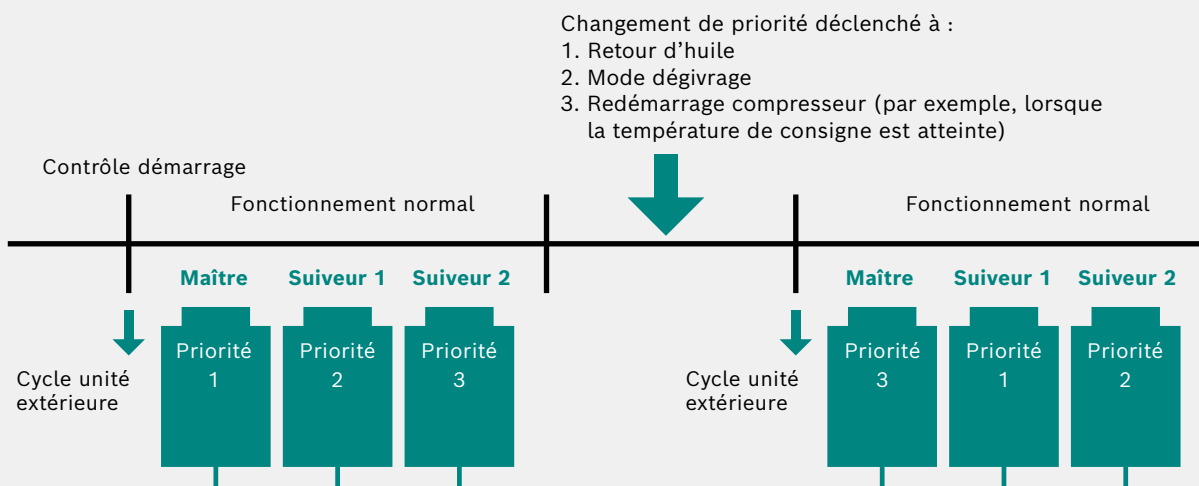 Changement de priorité déclenché à :
1. Retour d’huile
2. Mode dégivrage
3. Redémarrage compresseur (par exemple, lorsque
la température de consigne est atteinte)
Contrôle démarrage
Fonctionnement normal
Fonctionnement normal
Maître
Suiveur 1
Suiveur 2
Maître
Suiveur 1
Suiveur 2
Cycle unité
extérieure
Priorité
1
Priorité
2
Priorité
3
Cycle unité
extérieure
Priorité
3
Priorité
1
Priorité
2